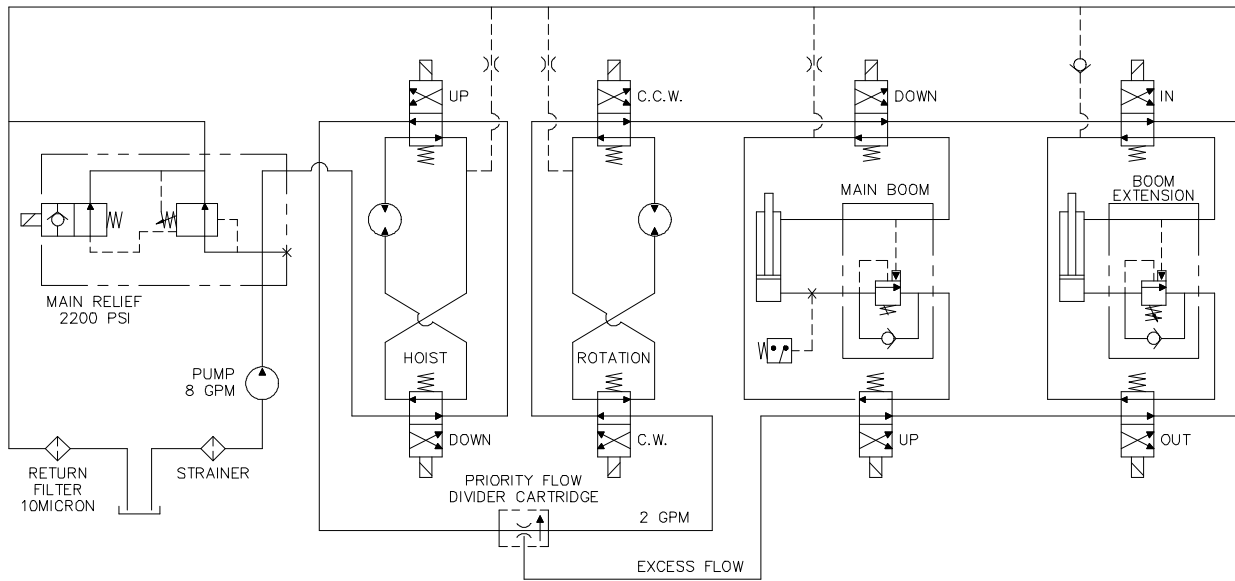 UP
C.C.W.
DOWN
IN
MAIN BOOM
BOOM
EXTENSION
MAIN RELIEF
2200 PSI
HOIST
ROTATION
PUMP
8 GPM
DOWN
C.W.
UP
OUT
RETURN
FILTER
10MICRON
STRAINER
PRIORITY FLOW
DIVIDER CARTRIDGE
2 GPM
EXCESS FLOW